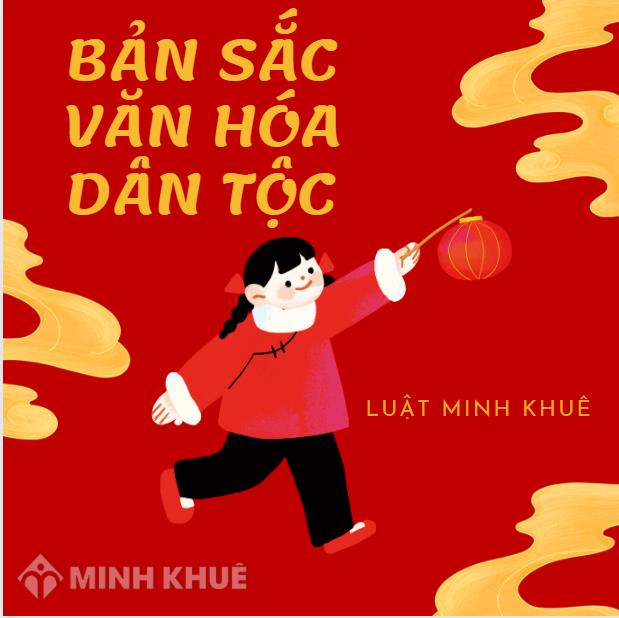 BẢN SẮC
VĂN HÓA
DÂN TỘC
LUẬT MINH KHUÊ
MINH KHUÊ